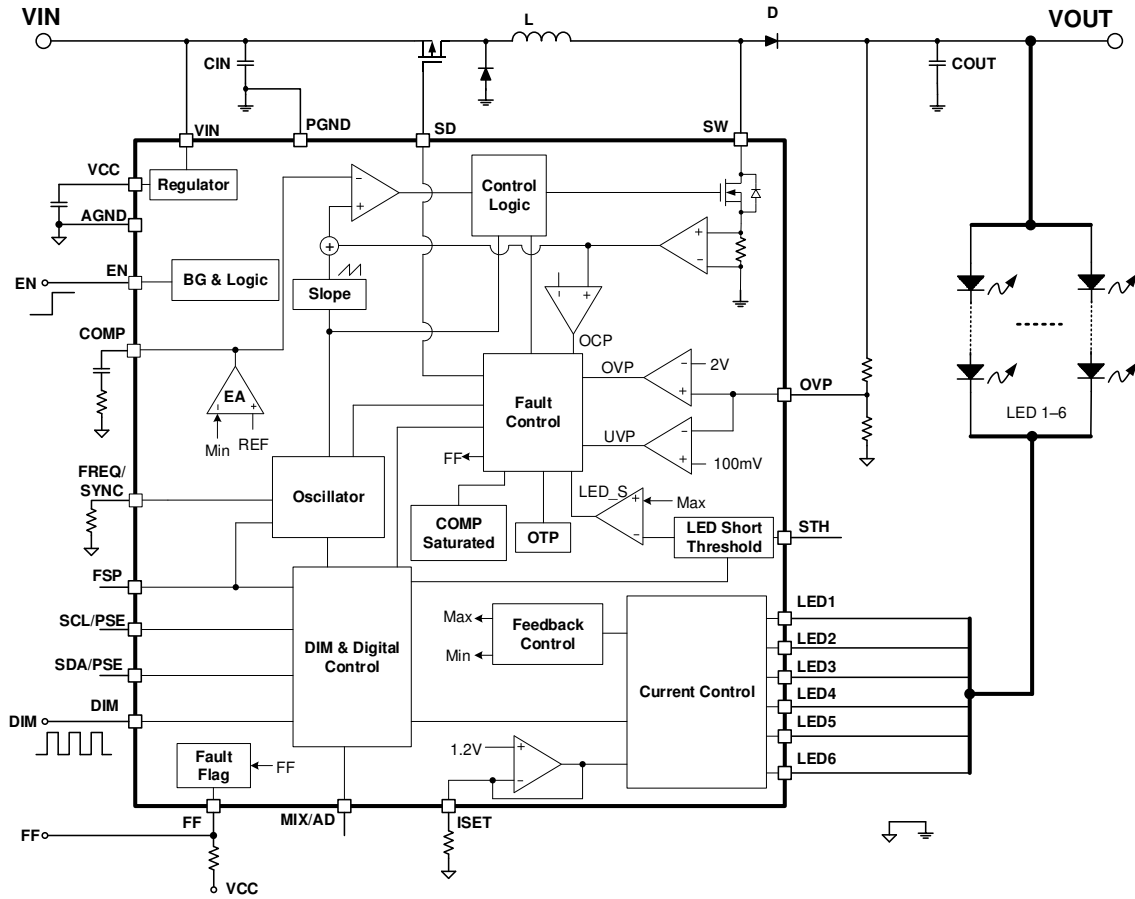 VIN
L
D
VOUT
CIN
COUT
PGND
VIN
SD
SW
VCC
Regulator
AGND
Control
Logic
EN
EN
BG & Logic
Slope
COMP
OCP
OVP
2V
OVP
EA
Min
REF
Fault
Control
UVP
100mV
FF
LED 1–6
FREQ/
SYNC
Oscillator
LED_S
Max
COMP
Saturated
OTP
LED Short
Threshold
STH
FSP
SCL/PSE
SDA/PSE
DIM
DIM
DIM & Digital
Control
Max
Min
Feedback
Control
Current Control
LED1
LED2
LED3
LED4
LED5
LED6
1.2V
Fault
Flag
FF
FF
MIX/AD
ISET
FF
VCC